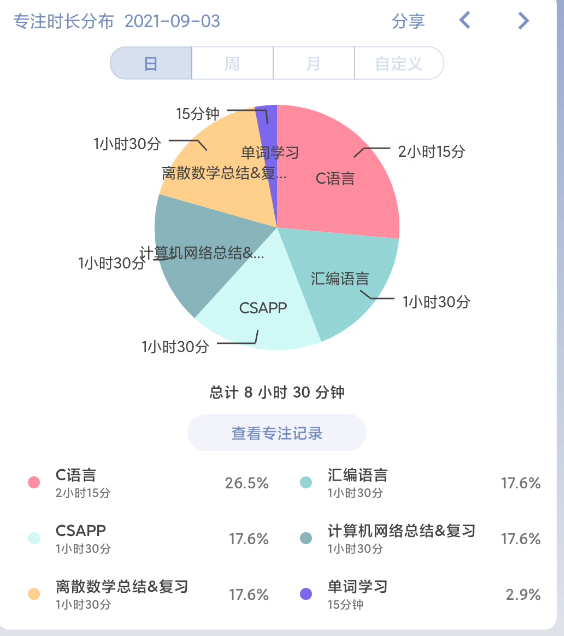 专注时长分布 2021-09-03 分享
日 周 月 自定义
15分钟
1小时30分
单词学习
2小时15分
离散数学总结&复...
C语言
计算机网络总结&...
1小时30分
汇编语言
1小时30分
CSAPP
1小时30分
总计 8 小时 30 分钟
查看专注记录
C语言
2小时15分
26.5%
汇编语言
1小时30分
17.6%
CSAPP
1小时30分
17.6%
计算机网络总结&复习
1小时30分
17.6%
离散数学总结&复习
1小时30分
17.6%
单词学习
15分钟
2.9%